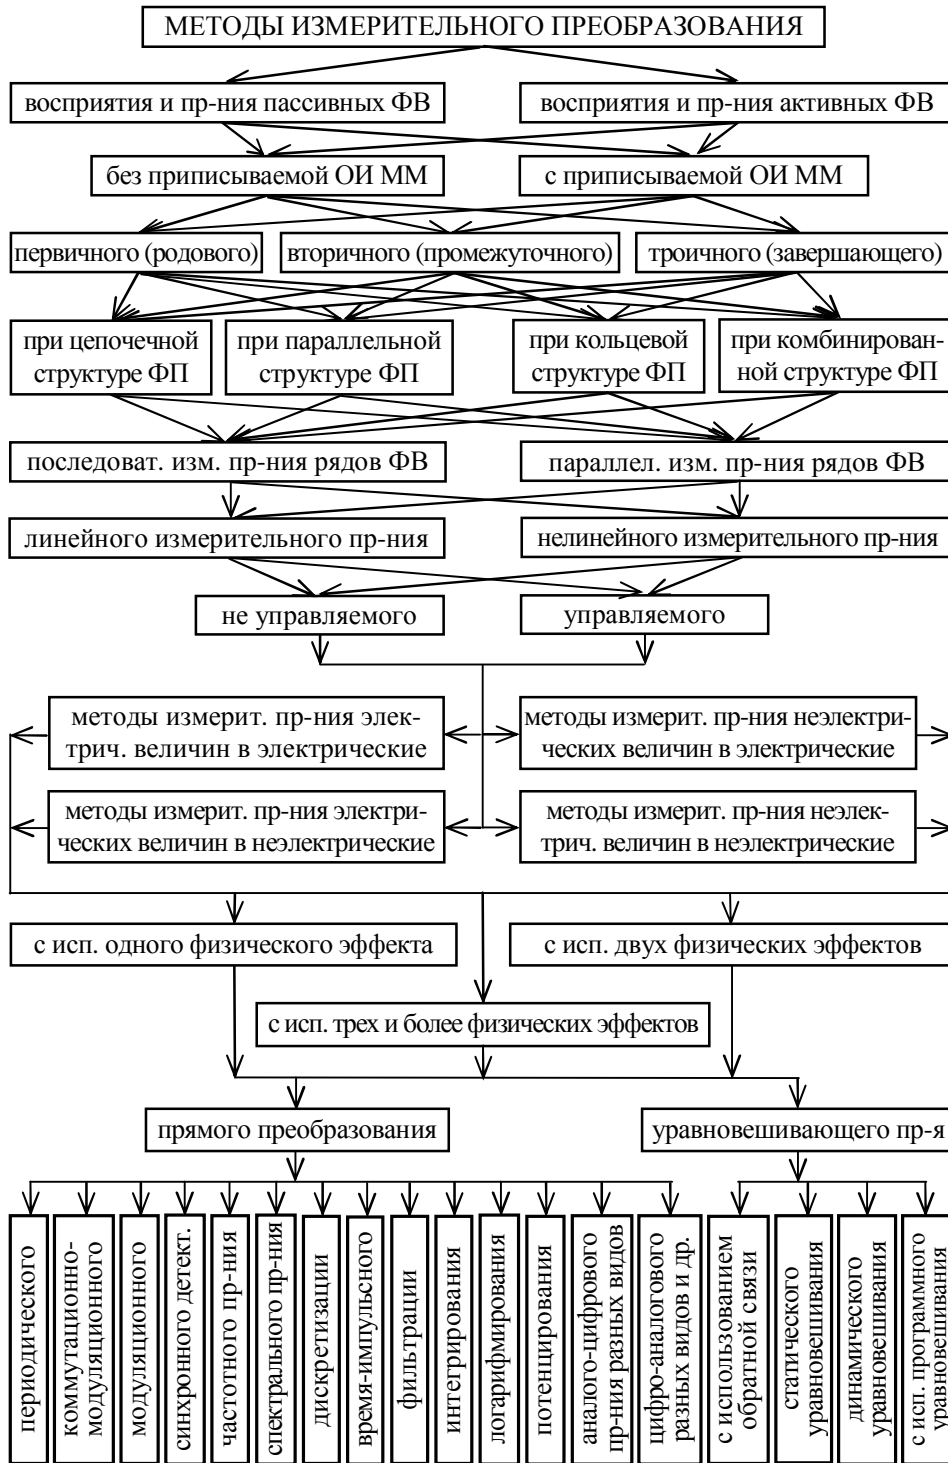 МЕТОДЫ ИЗМЕРИТЕЛЬНОГО ПРЕОБРАЗОВАНИЯ
восприятия и пр-ния пассивных ФВ
восприятия и пр-ния активных ФВ
без приписываемой ОИ ММ
с приписываемой ОИ ММ
первичного (родового)
вторичного (промежуточного)
троичного (завершающего)
при цепочечной
структуре ФП
при параллельной
структуре ФП
при кольцевой
структуре ФП
при комбинирован-
ной структуре ФП
последоват. изм. пр-ния рядов ФВ
параллел. изм. пр-ния рядов ФВ
линейного измерительного пр-ния
нелинейного измерительного пр-ния
не управляемого
управляемого
методы измерит. пр-ния элек-
трич. величин в электрические
методы измерит. пр-ния неэлектри-
ческих величин в электрические
методы измерит. пр-ния электри-
ческих величин в неэлектрические
методы измерит. пр-ния неэлек-
трич. величин в неэлектрические
с исп. одного физического эффекта
с исп. двух физических эффектов
с исп. трех и более физических эффектов
прямого преобразования
уравновешивающего пр-я
периодического
коммутационно-
модуляционного
модуляционного
синхронного детект.
частотного пр-ния
спектрального пр-ния
дискретизации
время-импульсного
фильтрации
интегрирования
логарифмирования
потенцирования
аналого-цифрового
пр-ния разных видов
цифро-аналогового
разных видов и др.
с использованием
обратной связи
статического
уравновешивания
динамического
уравновешивания
с исп. программного
уравновешивания